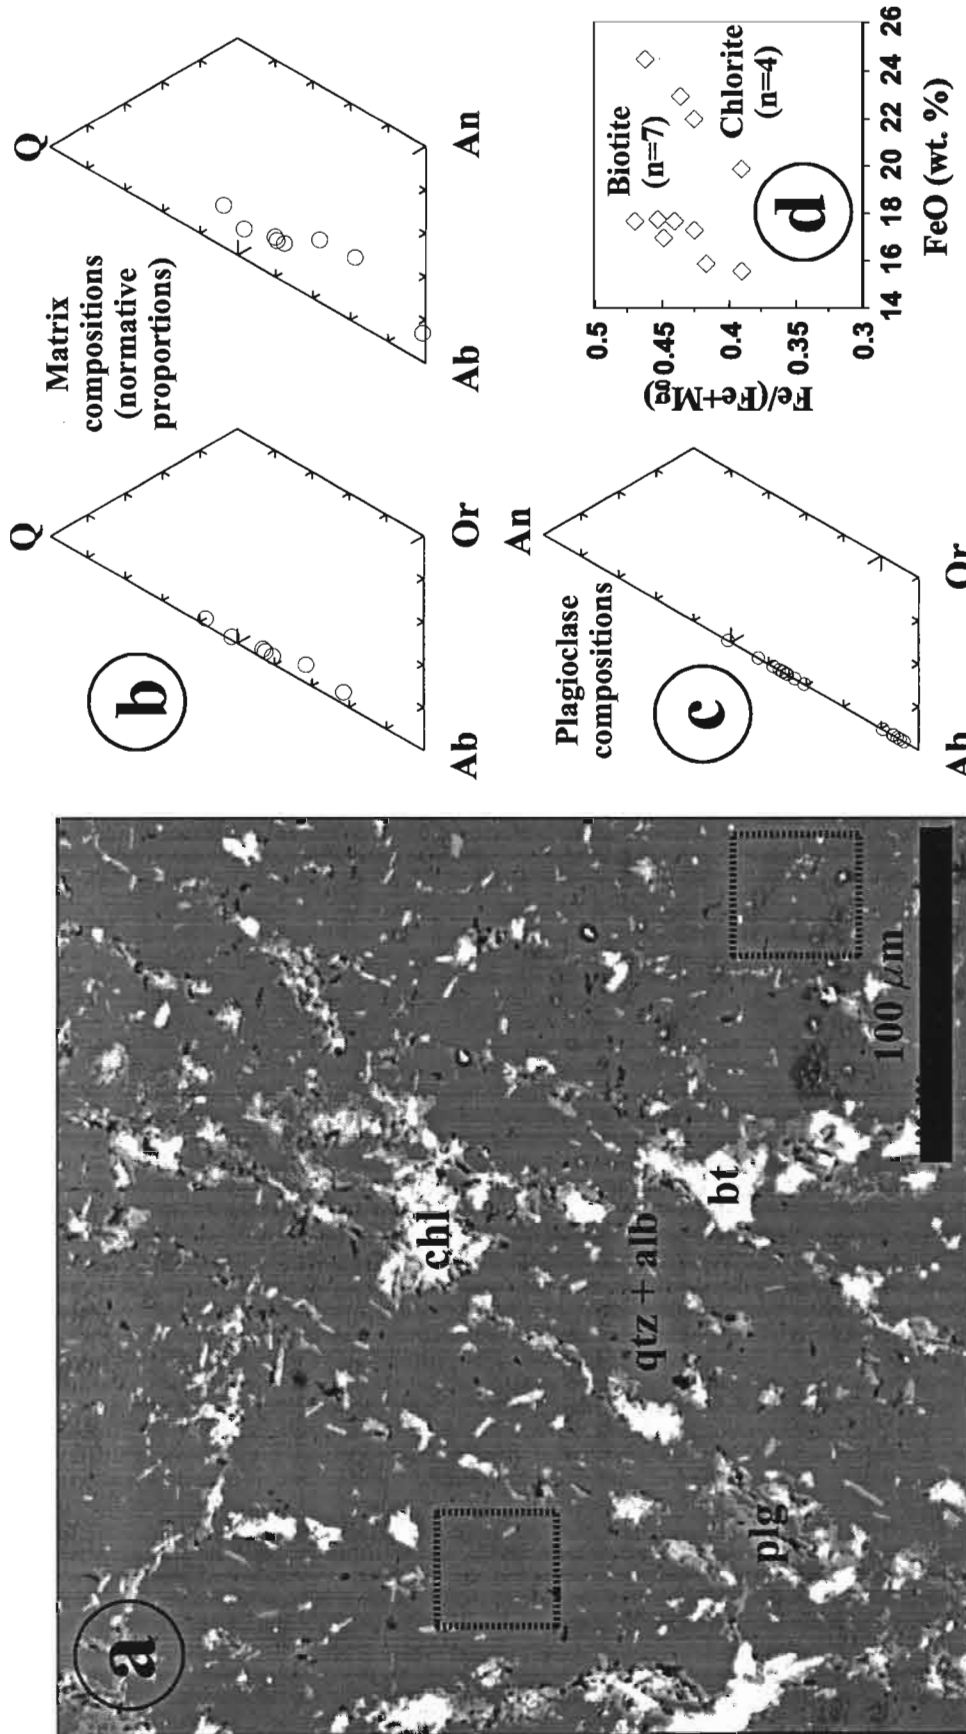 a
chl
qtz + alb
bt
plg
100 μm
b
Q
Ab
Or
Matrix
compositions
(normative
proportions)
Q
Ab
An
Plagioclase
compositions
c
An
Ab
Or
Fe/(Fe+Mg)
0.5
0.45
0.4
0.35
0.3
Biotite
(n=7)
Chlorite
(n=4)
d
14 16 18 20 22 24 26
FeO (wt. %)